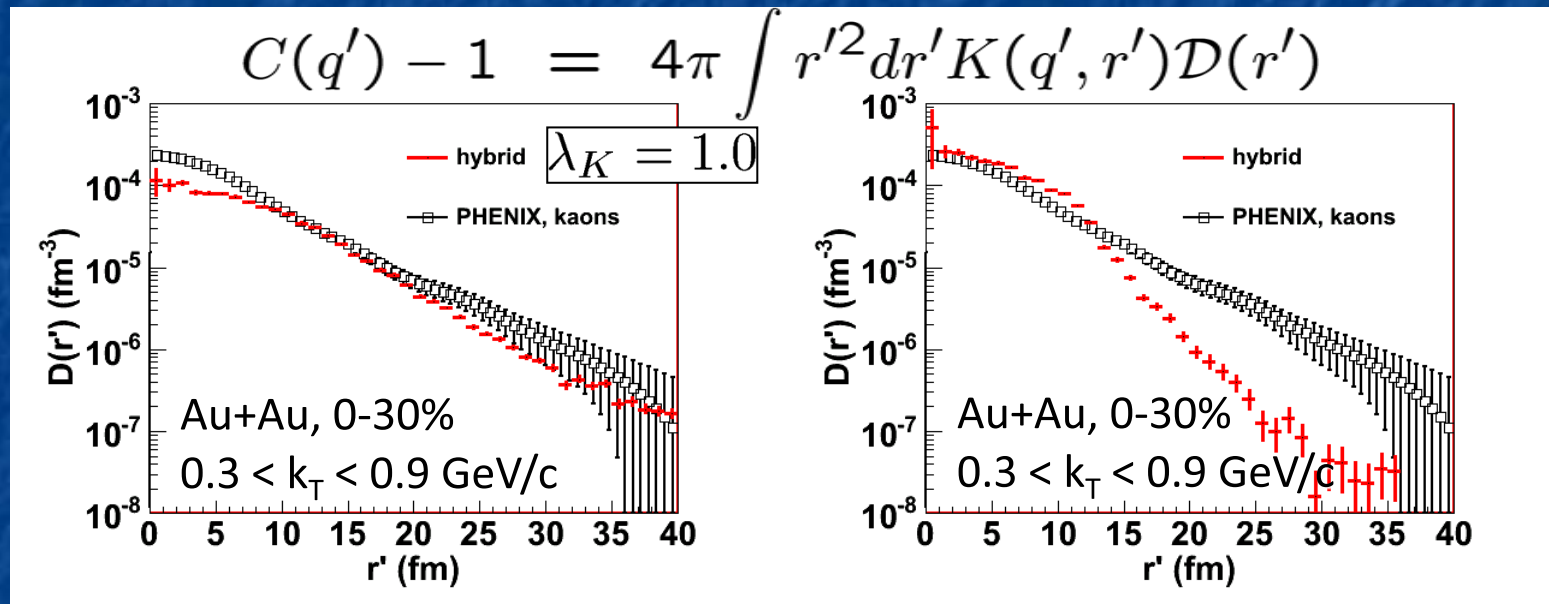 C(q′) − 1 = 4π ∫ r′²dr′K(q′, r′)𝒟(r′)
λ_K = 1.0
D(r') (fm⁻³)
10⁻³
10⁻⁴
10⁻⁵
10⁻⁶
10⁻⁷
10⁻⁸
hybrid
PHENIX, kaons
Au+Au, 0-30%
0.3 < k_T < 0.9 GeV/c
0 5 10 15 20 25 30 35 40
r' (fm)
D(r') (fm⁻³)
10⁻³
10⁻⁴
10⁻⁵
10⁻⁶
10⁻⁷
10⁻⁸
hybrid
PHENIX, kaons
Au+Au, 0-30%
0.3 < k_T < 0.9 GeV/c
0 5 10 15 20 25 30 35 40
r' (fm)